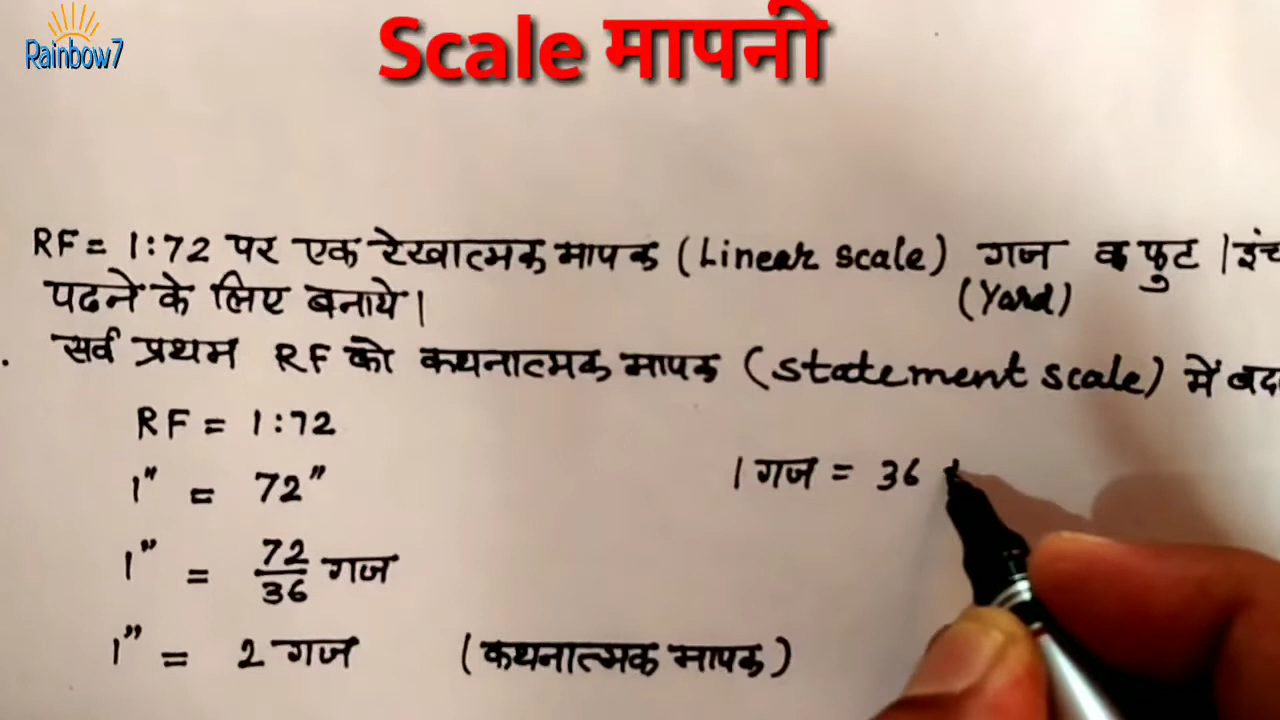 Rainbow7
Scale मापनी
RF = 1:72 पर एक रेखात्मक मापक (Linear scale) गज व फुट । इंच
(Yard)
पढने के लिए बनाये।
सर्व प्रथम RF को कथनात्मक मापक (statement scale) में
RF = 1:72
1" = 72"
1 गज = 36
1" = 72/36 गज
1" = 2 गज (कथनात्मक मापक)